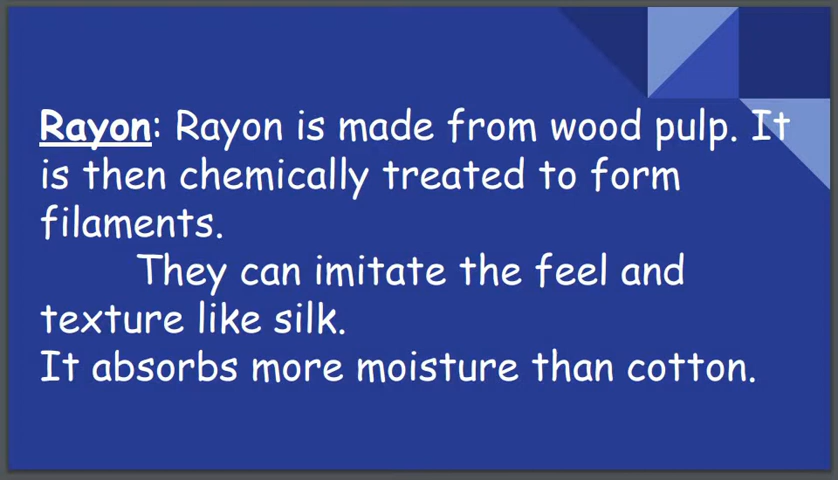 Rayon: Rayon is made from wood pulp. It
is then chemically treated to form
filaments.
They can imitate the feel and
texture like silk.
It absorbs more moisture than cotton.